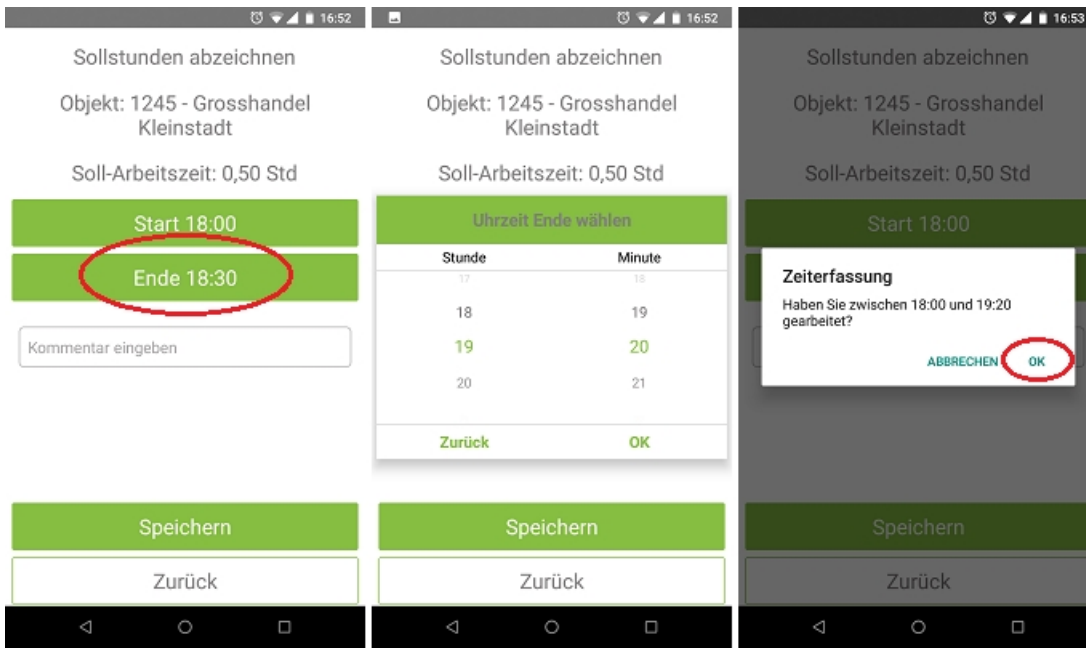 16:52
Sollstunden abzeichnen
Objekt: 1245 - Grosshandel
Kleinstadt
Soll-Arbeitszeit: 0,50 Std
Start 18:00
Ende 18:30
Kommentar eingeben
Speichern
Zurück
16:52
Sollstunden abzeichnen
Objekt: 1245 - Grosshandel
Kleinstadt
Soll-Arbeitszeit: 0,50 Std
Uhrzeit Ende wählen
Stunde Minute
17 18
18 19
19 20
20 21
Zurück OK
Speichern
Zurück
16:53
Sollstunden abzeichnen
Objekt: 1245 - Grosshandel
Kleinstadt
Soll-Arbeitszeit: 0,50 Std
Start 18:00
Zeiterfassung
Haben Sie zwischen 18:00 und 19:20
gearbeitet?
ABBRECHEN OK
Speichern
Zurück